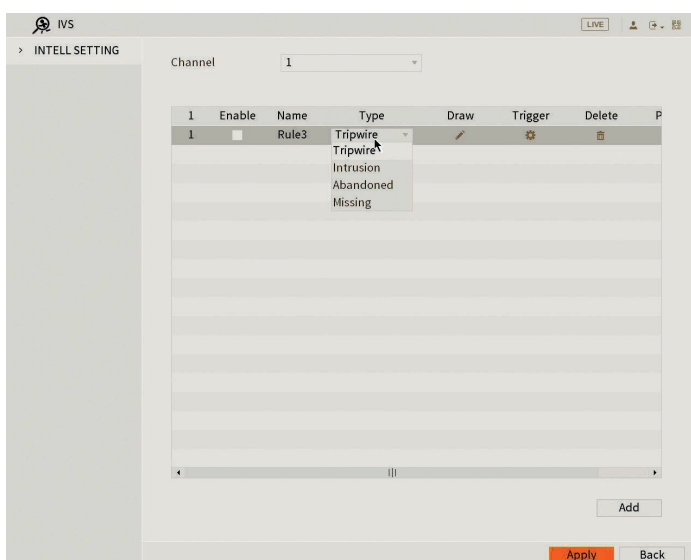 IVS
LIVE
> INTELL SETTING
Channel 1
1 Enable Name Type Draw Trigger Delete P
1 Rule3 Tripwire
Tripwire
Intrusion
Abandoned
Missing
Add
Apply Back